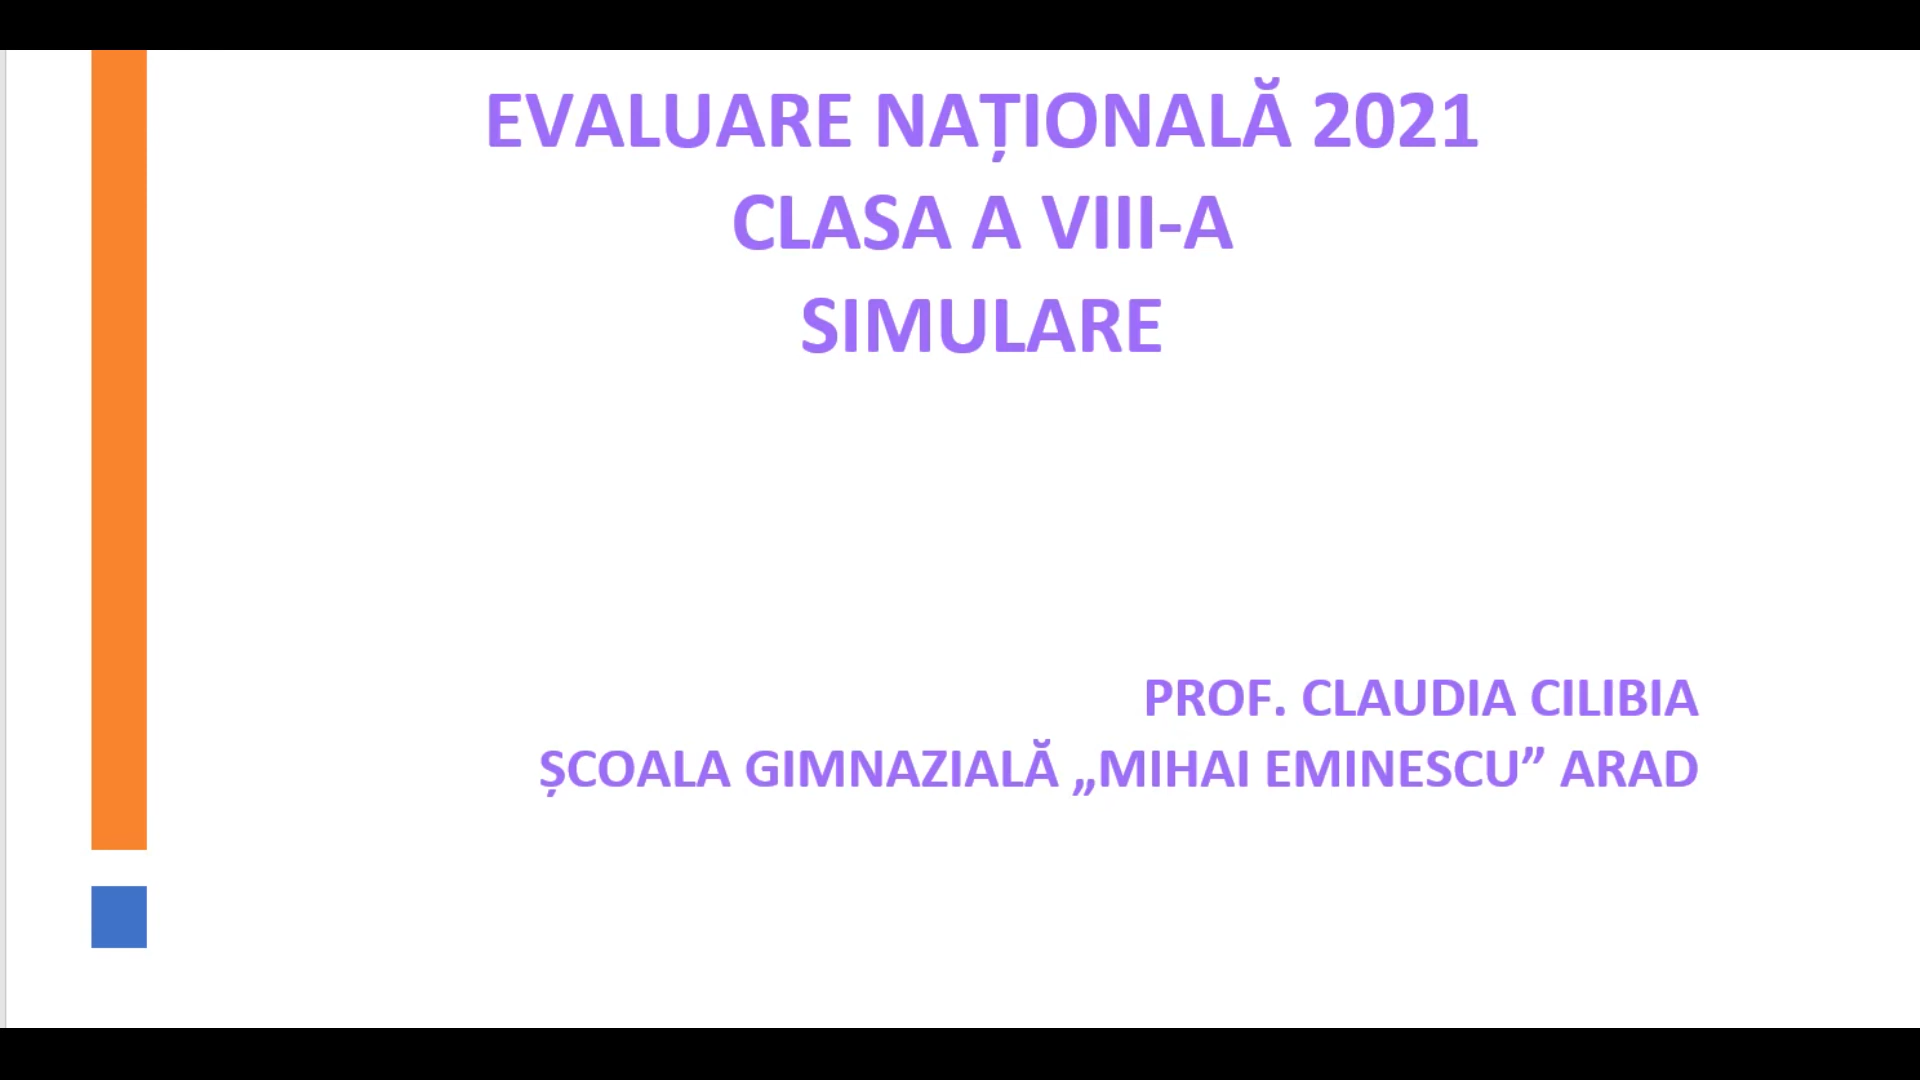 EVALUARE NAȚIONALĂ 2021
CLASA A VIII-A
SIMULARE
PROF. CLAUDIA CILIBIA
ȘCOALA GIMNAZIALĂ „MIHAI EMINESCU” ARAD